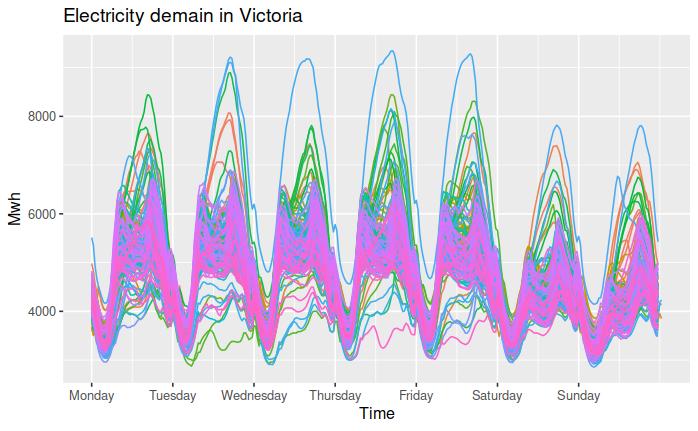 Electricity demain in Victoria
Mwh
8000
6000
4000
Monday Tuesday Wednesday Thursday Friday Saturday Sunday
Time